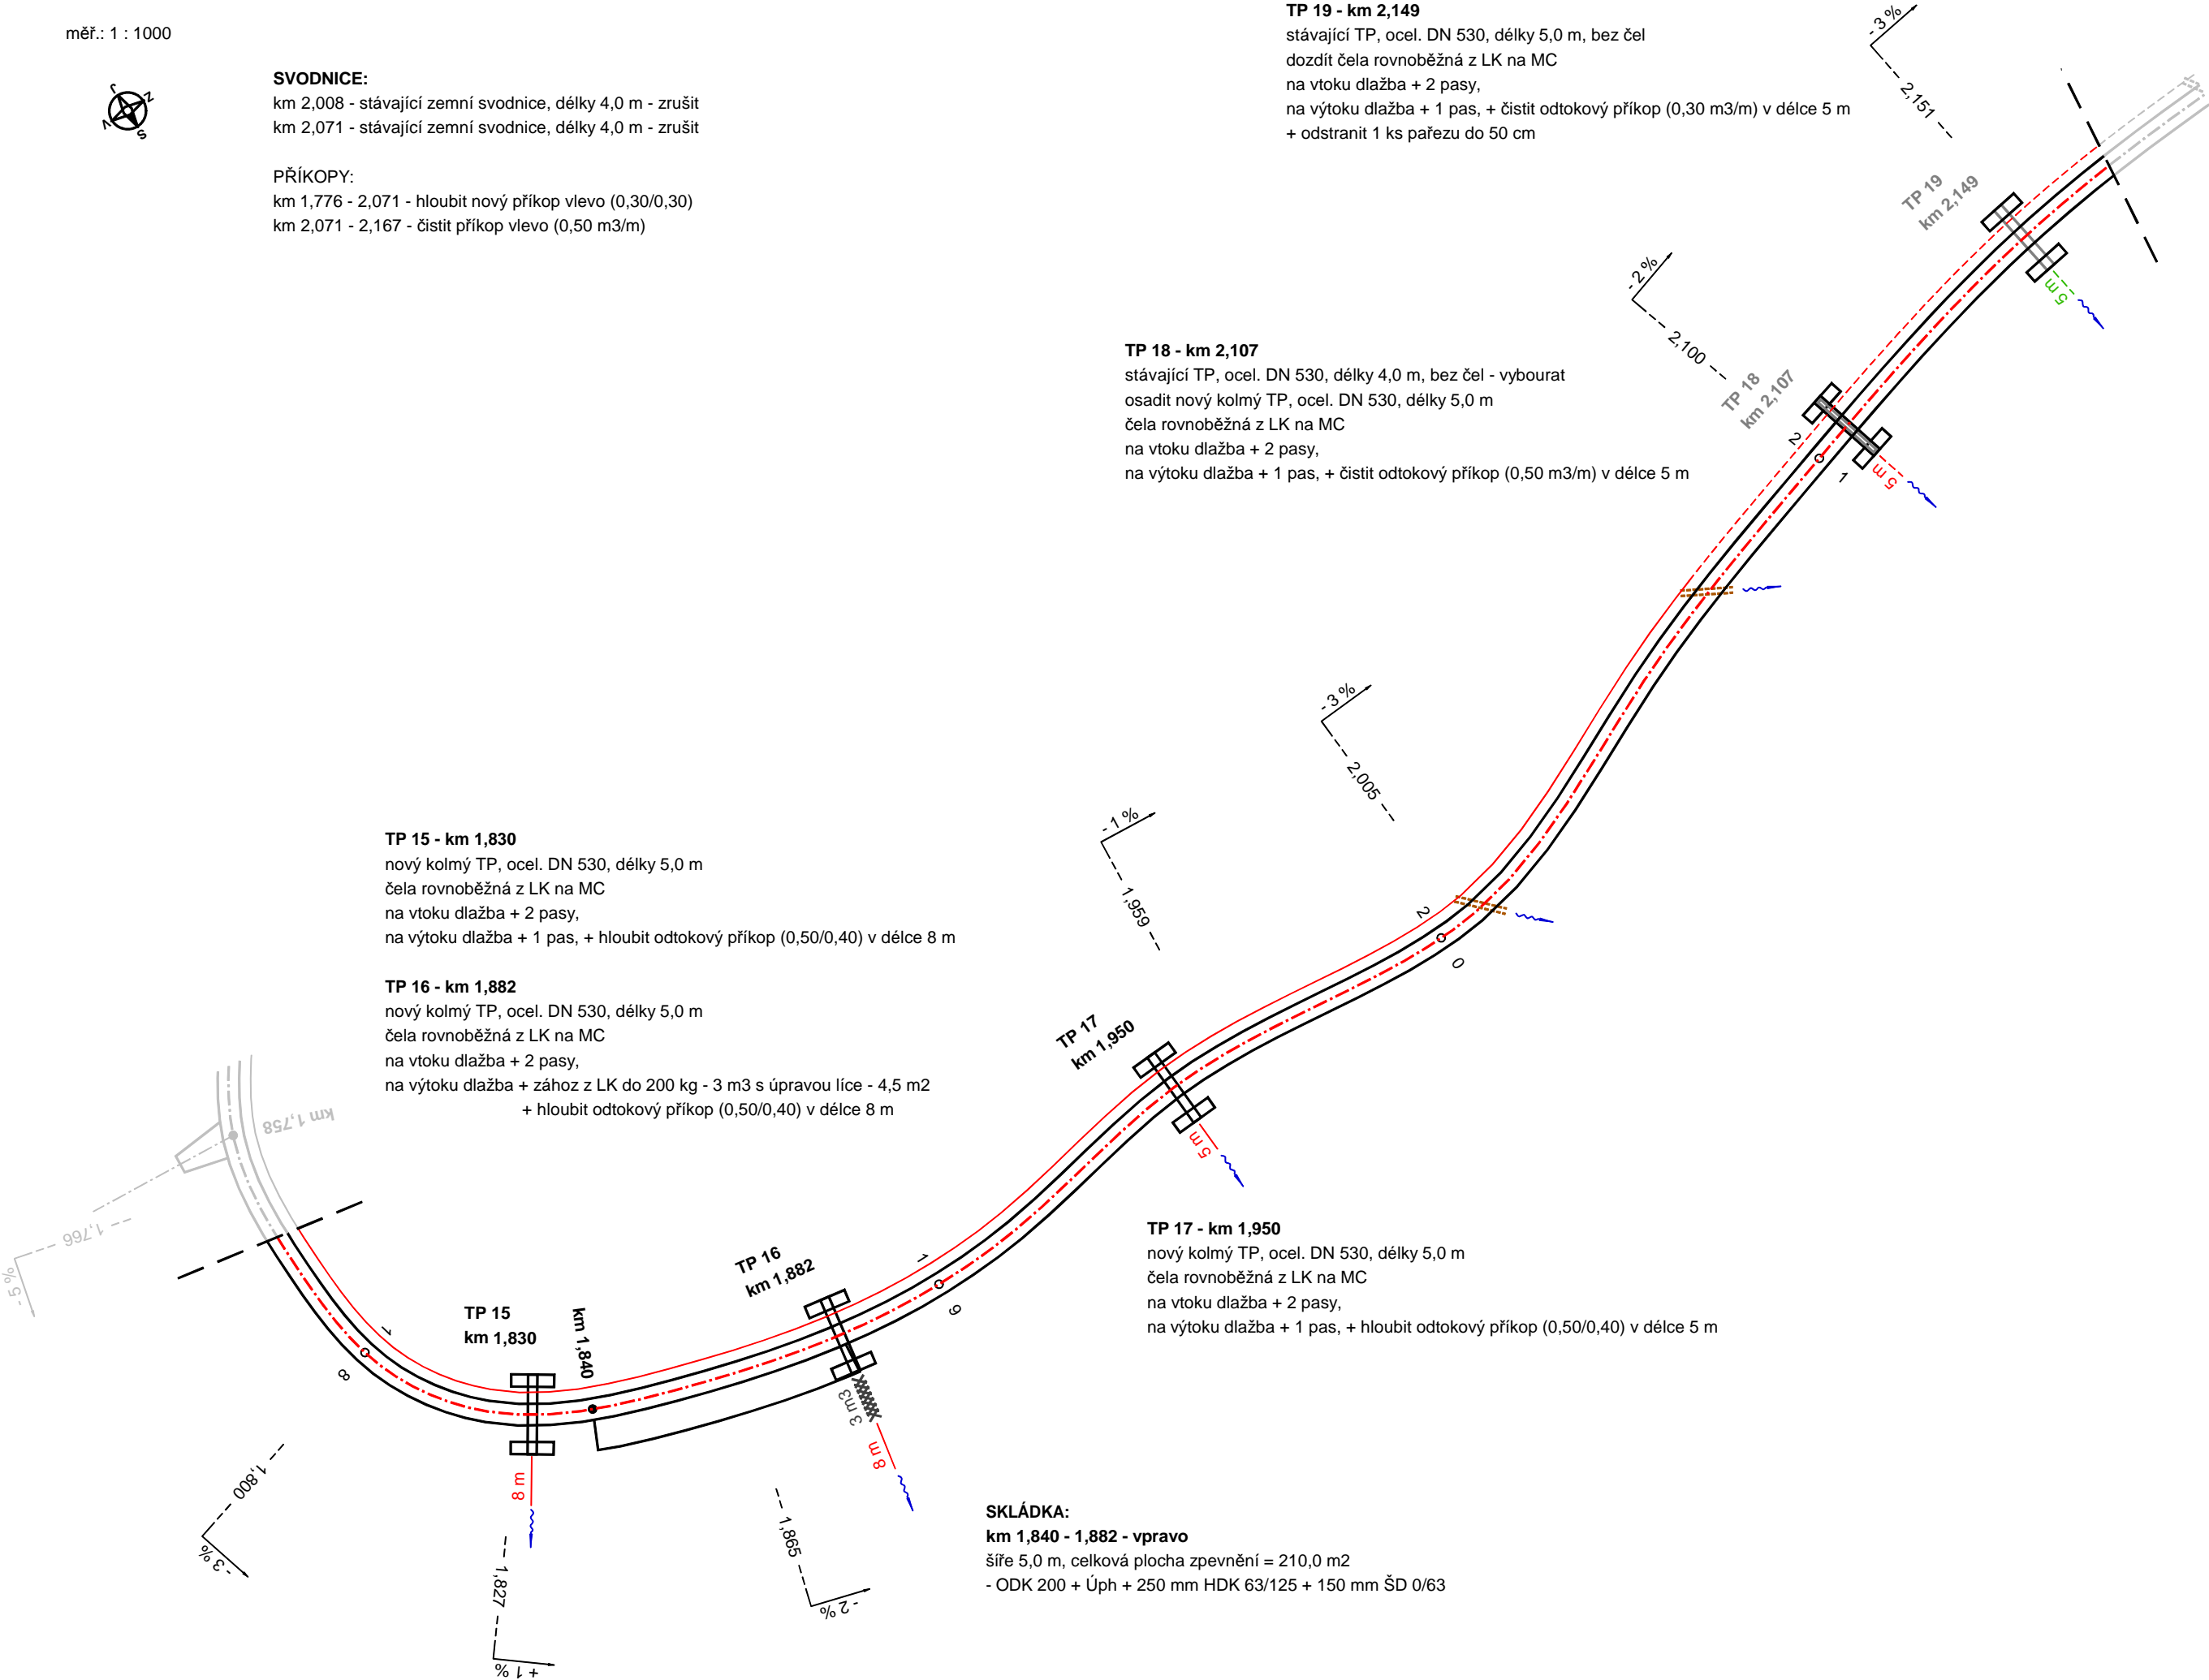 měř.: 1 : 1000
J
Z
V
S
SVODNICE:
km 2,008 - stávající zemní svodnice, délky 4,0 m - zrušit
km 2,071 - stávající zemní svodnice, délky 4,0 m - zrušit
PŘÍKOPY:
km 1,776 - 2,071 - hloubit nový příkop vlevo (0,30/0,30)
km 2,071 - 2,167 - čistit příkop vlevo (0,50 m3/m)
TP 19 - km 2,149
stávající TP, ocel. DN 530, délky 5,0 m, bez čel
dozdít čela rovnoběžná z LK na MC
na vtoku dlažba + 2 pasy,
na výtoku dlažba + 1 pas, + čistit odtokový příkop (0,30 m3/m) v délce 5 m
+ odstranit 1 ks pařezu do 50 cm
- 3 %
2,151
TP 19
km 2,149
5 m
- 2 %
2,100
TP 18
km 2,107
2
1
5 m
TP 18 - km 2,107
stávající TP, ocel. DN 530, délky 4,0 m, bez čel - vybourat
osadit nový kolmý TP, ocel. DN 530, délky 5,0 m
čela rovnoběžná z LK na MC
na vtoku dlažba + 2 pasy,
na výtoku dlažba + 1 pas, + čistit odtokový příkop (0,50 m3/m) v délce 5 m
- 3 %
2,005
- 1 %
1,959
2
0
TP 17
km 1,950
5 m
TP 15 - km 1,830
nový kolmý TP, ocel. DN 530, délky 5,0 m
čela rovnoběžná z LK na MC
na vtoku dlažba + 2 pasy,
na výtoku dlažba + 1 pas, + hloubit odtokový příkop (0,50/0,40) v délce 8 m
TP 16 - km 1,882
nový kolmý TP, ocel. DN 530, délky 5,0 m
čela rovnoběžná z LK na MC
na vtoku dlažba + 2 pasy,
na výtoku dlažba + zához z LK do 200 kg - 3 m3 s úpravou líce - 4,5 m2
+ hloubit odtokový příkop (0,50/0,40) v délce 8 m
km 1,758
1,766
- 5 %
TP 17 - km 1,950
nový kolmý TP, ocel. DN 530, délky 5,0 m
čela rovnoběžná z LK na MC
na vtoku dlažba + 2 pasy,
na výtoku dlažba + 1 pas, + hloubit odtokový příkop (0,50/0,40) v délce 5 m
TP 16
km 1,882
1
9
TP 15
km 1,830
km 1,840
1
8
3 m3
8 m
8 m
1,800
- 3 %
1,827
+ 1 %
1,865
- 2 %
SKLÁDKA:
km 1,840 - 1,882 - vpravo
šíře 5,0 m, celková plocha zpevnění = 210,0 m2
- ODK 200 + Úph + 250 mm HDK 63/125 + 150 mm ŠD 0/63